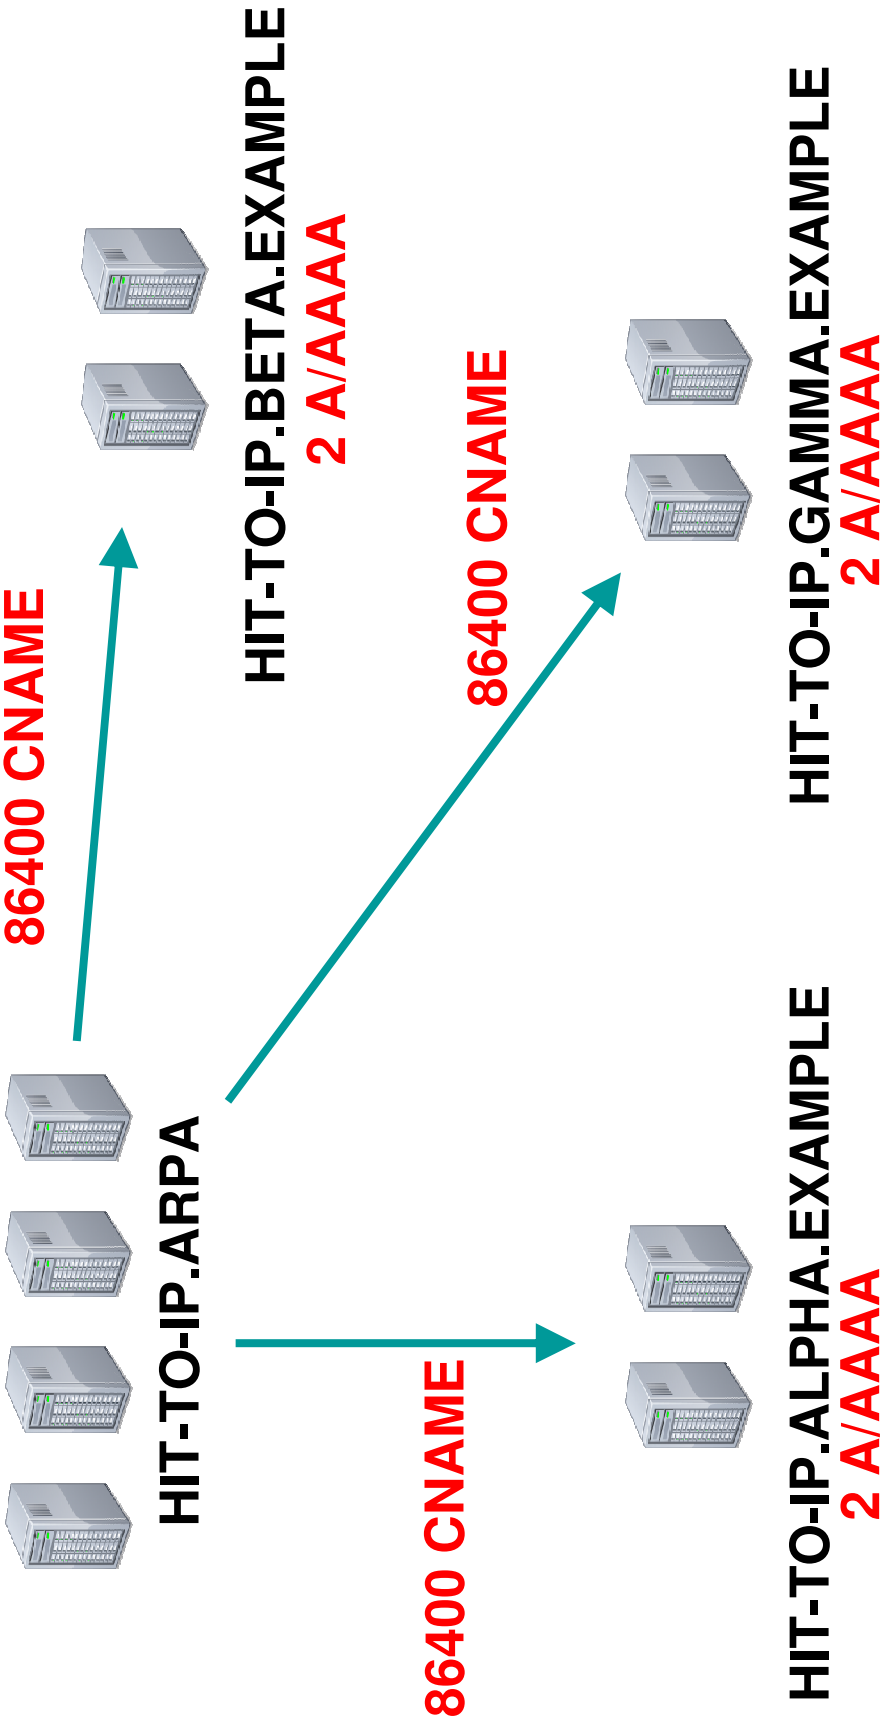 HIT-TO-IP.ARPA
86400 CNAME
HIT-TO-IP.BETA.EXAMPLE
2 A/AAAA
86400 CNAME
86400 CNAME
HIT-TO-IP.ALPHA.EXAMPLE
2 A/AAAA
HIT-TO-IP.GAMMA.EXAMPLE
2 A/AAAA